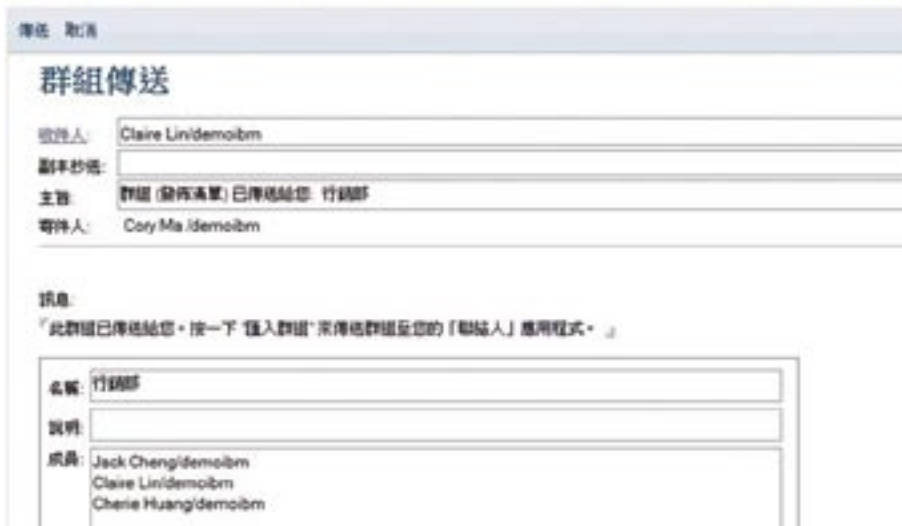 傳送 取消
群組傳送
收件人: Claire Lin/demoibm
副本抄送:
主旨: 群組 (發佈清單) 已傳送給您: 行銷部
寄件人: Cory Ma /demoibm
訊息:
「此群組已傳送給您。按一下"匯入群組"來傳送群組至您的「聯絡人」應用程式。 」
名稱: 行銷部
說明:
成員: Jack Cheng/demoibm
Claire Lin/demoibm
Cherie Huang/demoibm